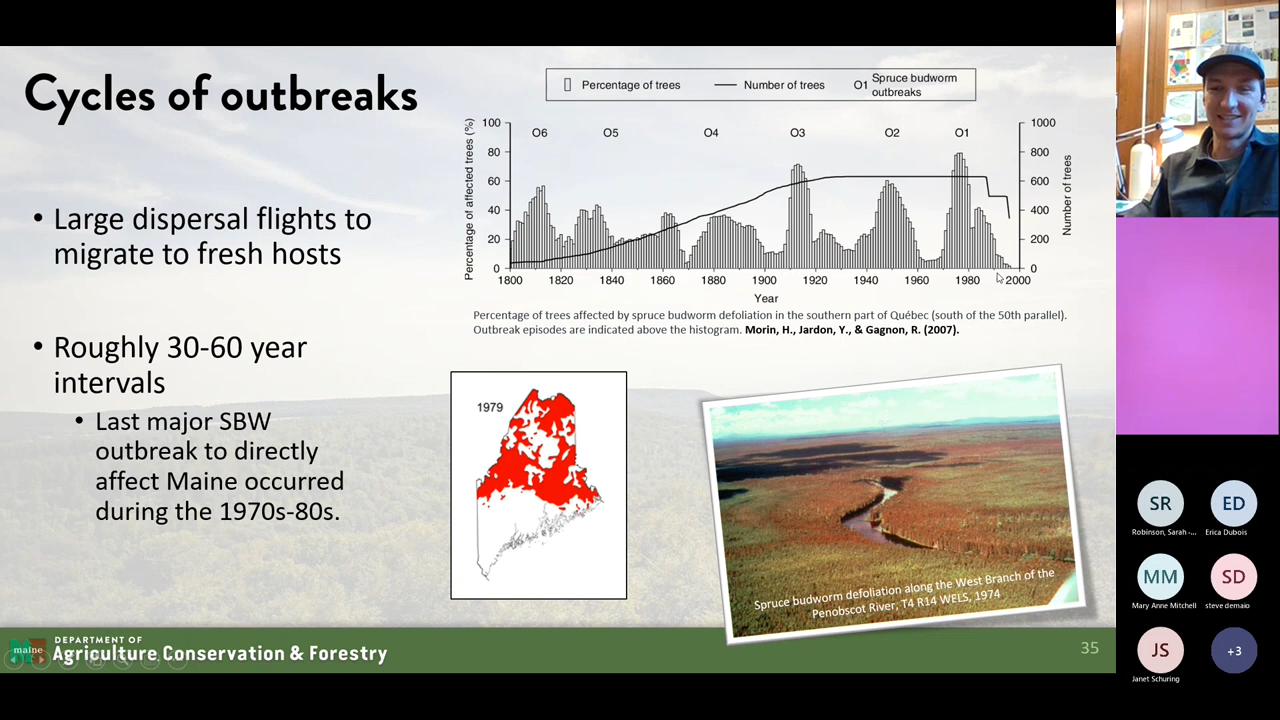 Cycles of outbreaks
• Large dispersal flights to
migrate to fresh hosts
• Roughly 30-60 year
intervals
• Last major SBW
outbreak to directly
affect Maine occurred
during the 1970s-80s.
Percentage of trees
Number of trees
O1
Spruce budworm
outbreaks
Percentage of affected trees (%)
100
80
60
40
20
0
O6 O5 O4 O3 O2 O1
1000
800
600
400
200
0
Number of trees
1800 1820 1840 1860 1880 1900 1920 1940 1960 1980 2000
Year
Percentage of trees affected by spruce budworm defoliation in the southern part of Québec (south of the 50th parallel).
Outbreak episodes are indicated above the histogram. Morin, H., Jardon, Y., & Gagnon, R. (2007).
1979
Spruce budworm defoliation along the West Branch of the
Penobscot River, T4 R14 WELS, 1974
maine
DEPARTMENT OF
Agriculture Conservation & Forestry
35
SR
Robinson, Sarah -...
ED
Erica Dubois
MM
Mary Anne Mitchell
SD
steve demaio
JS
Janet Schuring
+3